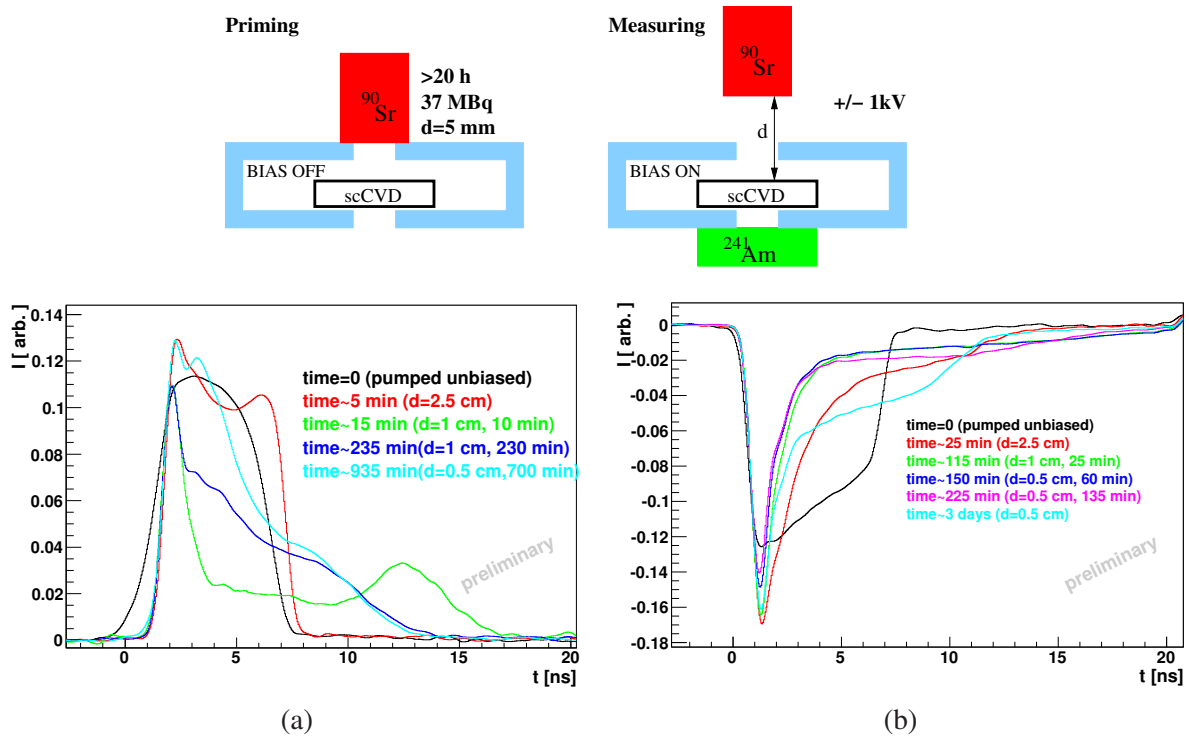 Priming
Measuring
>20 h
37 MBq
d=5 mm
90Sr
BIAS OFF
scCVD
90Sr
+/− 1kV
d
BIAS ON
scCVD
241Am
I [ arb. ]
0.14
0.12
0.1
0.08
0.06
0.04
0.02
0
time=0 (pumped unbiased)
time~5 min (d=2.5 cm)
time~15 min (d=1 cm, 10 min)
time~235 min(d=1 cm, 230 min)
time~935 min(d=0.5 cm,700 min)
preliminary
0 5 10 15 20
t [ns]
(a)
I [ arb. ]
0
-0.02
-0.04
-0.06
-0.08
-0.1
-0.12
-0.14
-0.16
-0.18
time=0 (pumped unbiased)
time~25 min (d=2.5 cm)
time~115 min (d=1 cm, 25 min)
time~150 min (d=0.5 cm, 60 min)
time~225 min (d=0.5 cm, 135 min)
time~3 days (d=0.5 cm)
preliminary
0 5 10 15 20
t [ns]
(b)